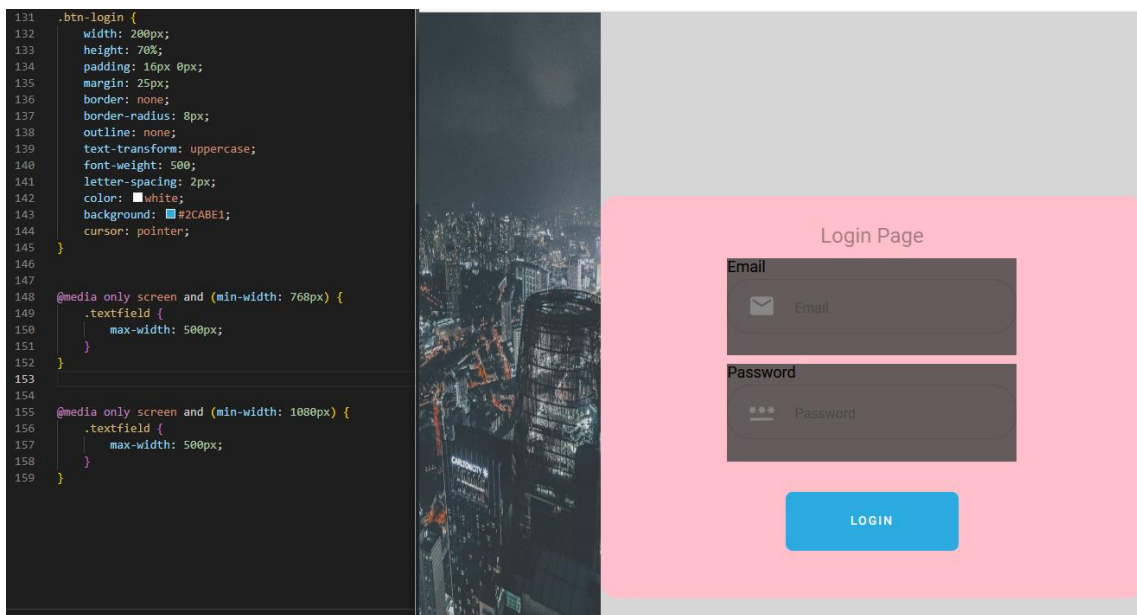 131 .btn-login {
132 width: 200px;
133 height: 70%;
134 padding: 16px 0px;
135 margin: 25px;
136 border: none;
137 border-radius: 8px;
138 outline: none;
139 text-transform: uppercase;
140 font-weight: 500;
141 letter-spacing: 2px;
142 color: white;
143 background: #2CABE1;
144 cursor: pointer;
145 }
146
147
148 @media only screen and (min-width: 768px) {
149 .textfield {
150 max-width: 500px;
151 }
152 }
153
154
155 @media only screen and (min-width: 1080px) {
156 .textfield {
157 max-width: 500px;
158 }
159 }
CARLTON CITY
Login Page
Email
Email
Password
Password
LOGIN